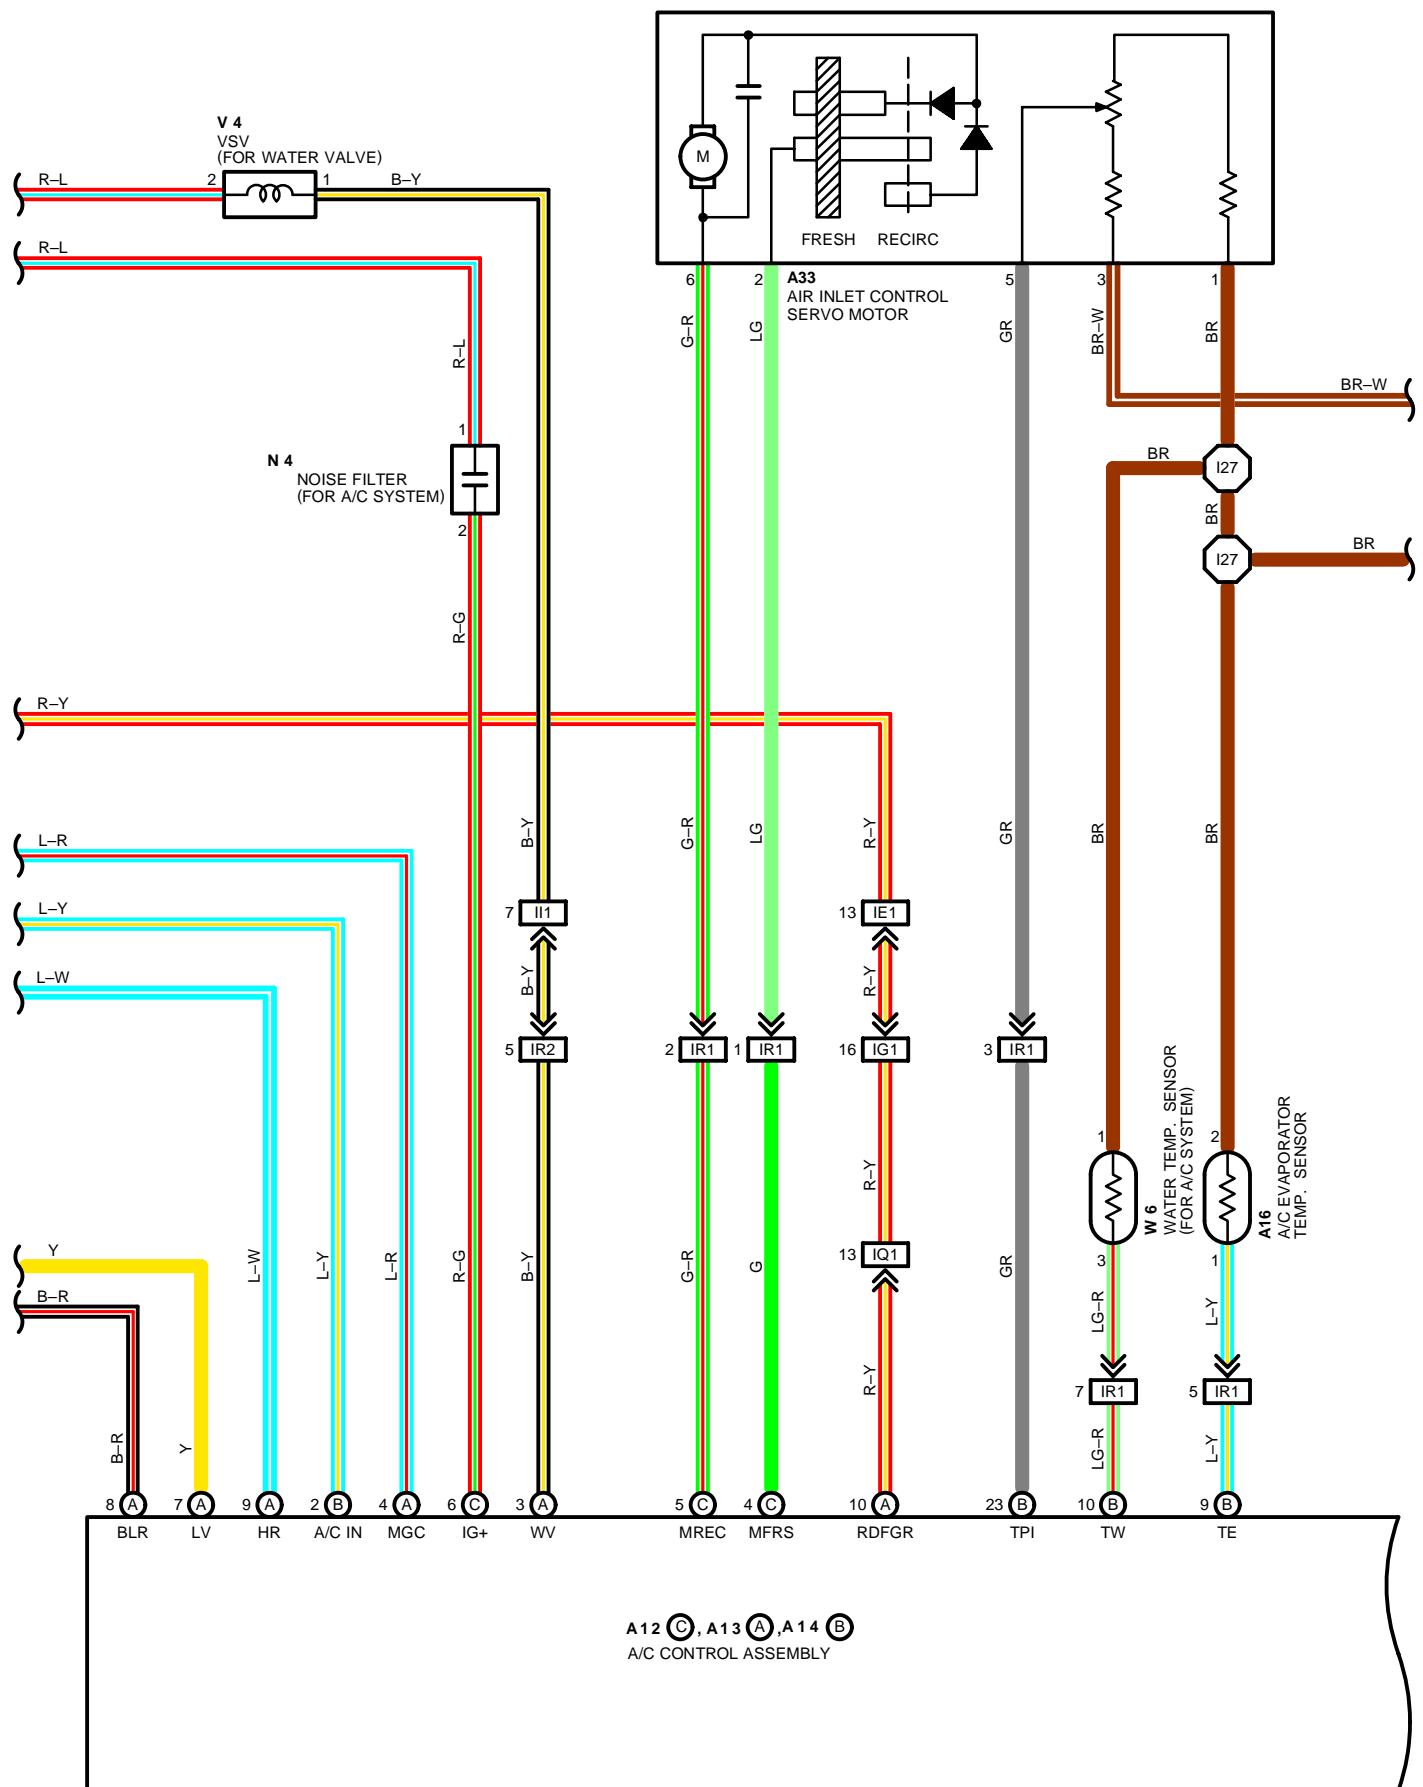 V 4
VSV
(FOR WATER VALVE)
R–L
2
1
B–Y
M
FRESH
RECIRC
R–L
6
2
A33
AIR INLET CONTROL
SERVO MOTOR
5
3
1
G–R
LG
GR
BR–W
BR
R–L
BR–W
1
N 4
NOISE FILTER
(FOR A/C SYSTEM)
2
BR
I27
BR
I27
BR
R–G
R–Y
L–R
B–Y
G–R
LG
R–Y
GR
BR
BR
L–Y
7
II1
13
IE1
L–W
B–Y
R–Y
5
IR2
2
IR1
1
IR1
16
IG1
3
IR1
1
2
W 6
WATER TEMP. SENSOR
(FOR A/C SYSTEM)
A16
A/C EVAPORATOR
TEMP. SENSOR
R–Y
Y
L–W
L–Y
L–R
R–G
B–Y
G–R
G
13
IQ1
GR
3
1
B–R
LG–R
L–Y
R–Y
7
IR1
5
IR1
B–R
Y
LG–R
L–Y
8
A
7
A
9
A
2
B
4
A
6
C
3
A
5
C
4
C
10
A
23
B
10
B
9
B
BLR
LV
HR
A/C IN
MGC
IG+
WV
MREC
MFRS
RDFGR
TPI
TW
TE
A12 C , A13 A , A14 B
A/C CONTROL ASSEMBLY